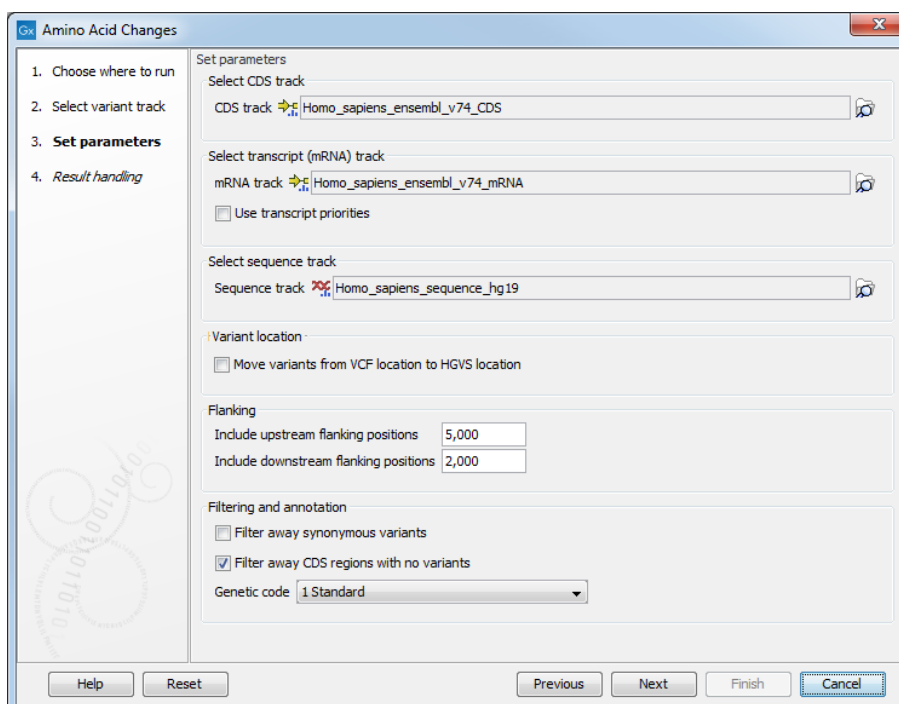 Gx Amino Acid Changes
1. Choose where to run
2. Select variant track
3. Set parameters
4. Result handling
Set parameters
Select CDS track
CDS track Homo_sapiens_ensembl_v74_CDS
Select transcript (mRNA) track
mRNA track Homo_sapiens_ensembl_v74_mRNA
Use transcript priorities
Select sequence track
Sequence track Homo_sapiens_sequence_hg19
Variant location
Move variants from VCF location to HGVS location
Flanking
Include upstream flanking positions 5,000
Include downstream flanking positions 2,000
Filtering and annotation
Filter away synonymous variants
Filter away CDS regions with no variants
Genetic code 1 Standard
Help Reset Previous Next Finish Cancel